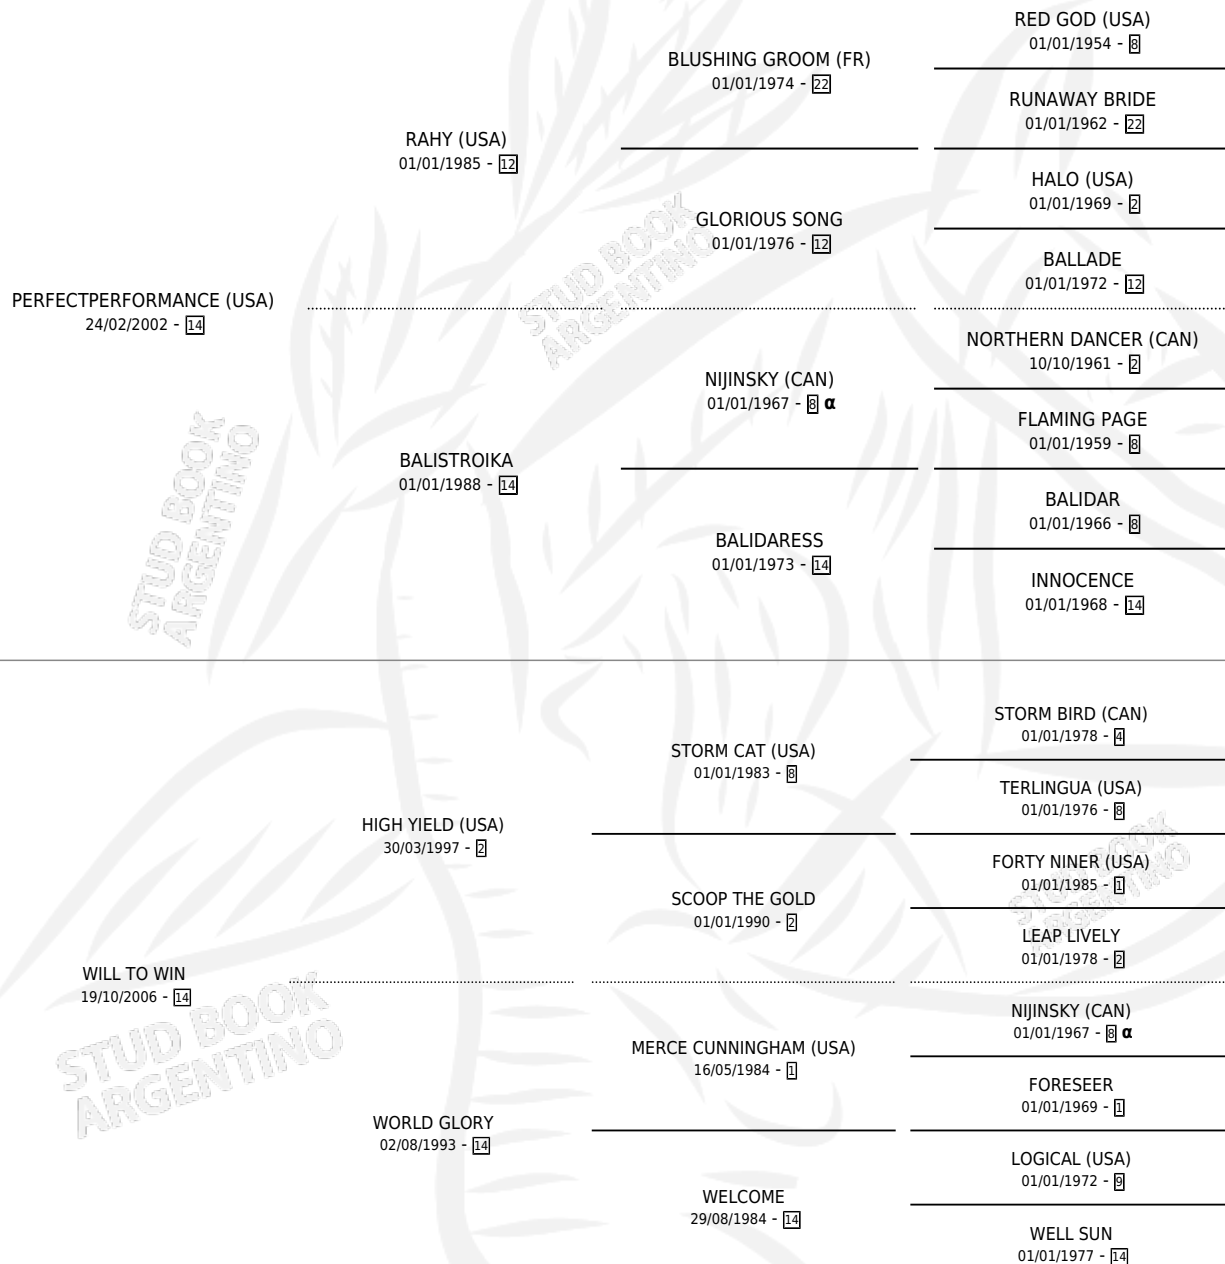 RED GOD (USA)
01/01/1954 - 8
BLUSHING GROOM (FR)
01/01/1974 - 22
RUNAWAY BRIDE
01/01/1962 - 22
RAHY (USA)
01/01/1985 - 12
HALO (USA)
01/01/1969 - 2
GLORIOUS SONG
01/01/1976 - 12
BALLADE
01/01/1972 - 12
PERFECTPERFORMANCE (USA)
24/02/2002 - 14
NORTHERN DANCER (CAN)
10/10/1961 - 2
NIJINSKY (CAN)
01/01/1967 - 8 α
FLAMING PAGE
01/01/1959 - 8
BALISTROIKA
01/01/1988 - 14
BALIDAR
01/01/1966 - 8
BALIDARESS
01/01/1973 - 14
INNOCENCE
01/01/1968 - 14
STORM BIRD (CAN)
01/01/1978 - 4
STORM CAT (USA)
01/01/1983 - 8
TERLINGUA (USA)
01/01/1976 - 8
HIGH YIELD (USA)
30/03/1997 - 2
FORTY NINER (USA)
01/01/1985 - 1
SCOOP THE GOLD
01/01/1990 - 2
LEAP LIVELY
01/01/1978 - 2
WILL TO WIN
19/10/2006 - 14
NIJINSKY (CAN)
01/01/1967 - 8 α
MERCE CUNNINGHAM (USA)
16/05/1984 - 1
FORESEER
01/01/1969 - 1
WORLD GLORY
02/08/1993 - 14
LOGICAL (USA)
01/01/1972 - 9
WELCOME
29/08/1984 - 14
WELL SUN
01/01/1977 - 14
STUD BOOK
ARGENTINO
STUD BOOK
ARGENTINO
STUD BOOK
ARGENTINO
STUD BOOK
ARGENTINO